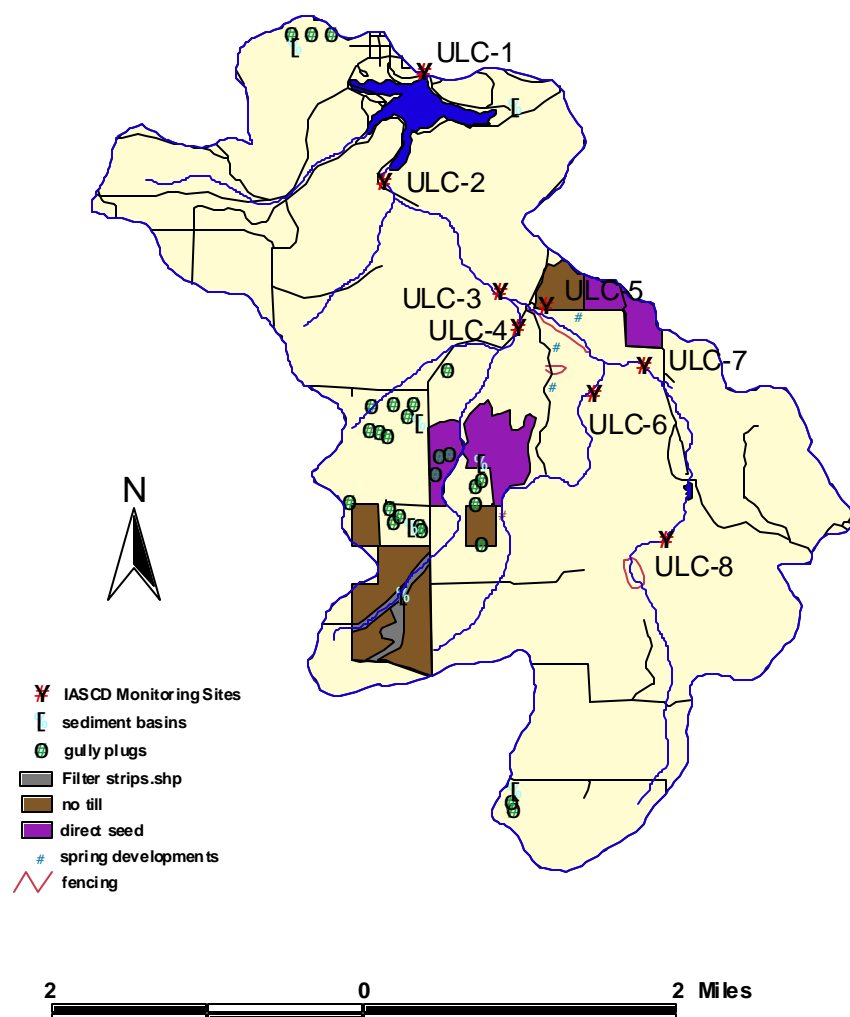 ULC-1
ULC-2
ULC-3
ULC-5
ULC-4
ULC-7
ULC-6
N
ULC-8
IASCD Monitoring Sites
sediment basins
gully plugs
Filter strips.shp
no till
direct seed
# spring developments
fencing
2 0 2 Miles